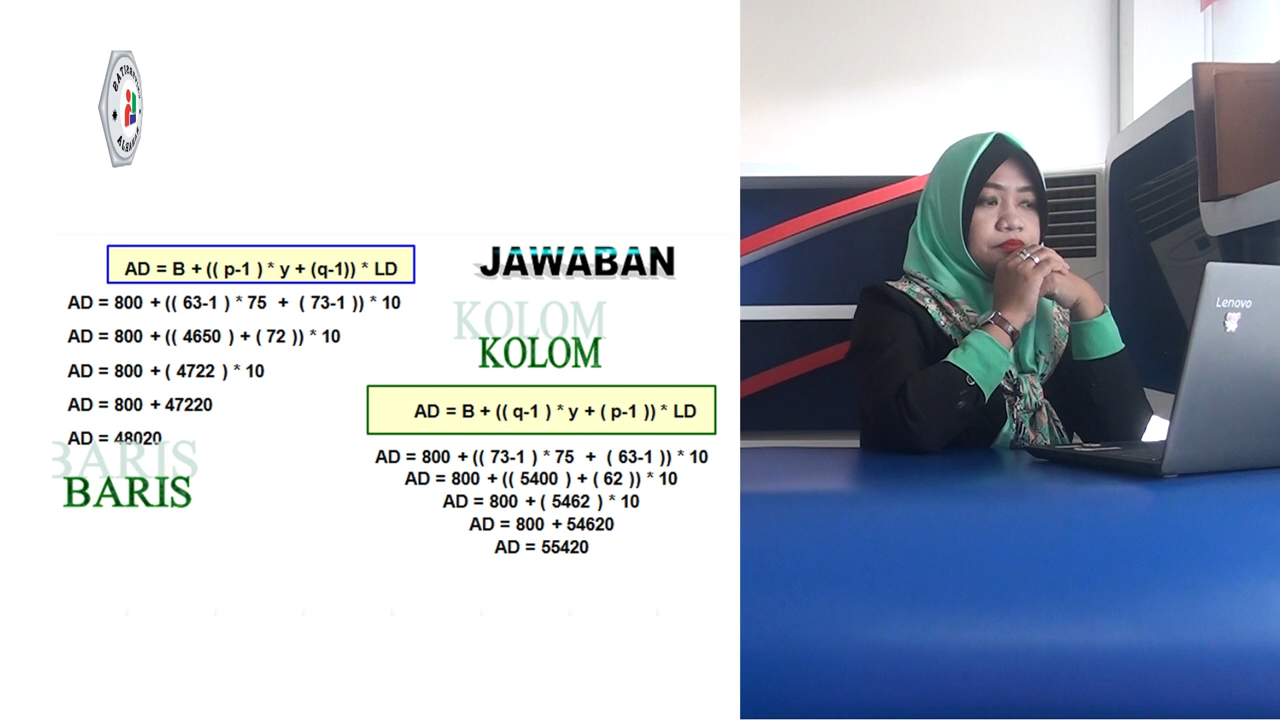 AD = B + (( p-1 ) * y + (q-1)) * LD
AD = 800 + (( 63-1 ) * 75 + ( 73-1 )) * 10
AD = 800 + (( 4650 ) + ( 72 )) * 10
AD = 800 + ( 4722 ) * 10
AD = 800 + 47220
AD = 48020
BARIS
BARIS
JAWABAN
KOLOM
KOLOM
AD = B + (( q-1 ) * y + ( p-1 )) * LD
AD = 800 + (( 73-1 ) * 75 + ( 63-1 )) * 10
AD = 800 + (( 5400 ) + ( 62 )) * 10
AD = 800 + ( 5462 ) * 10
AD = 800 + 54620
AD = 55420
Lenovo